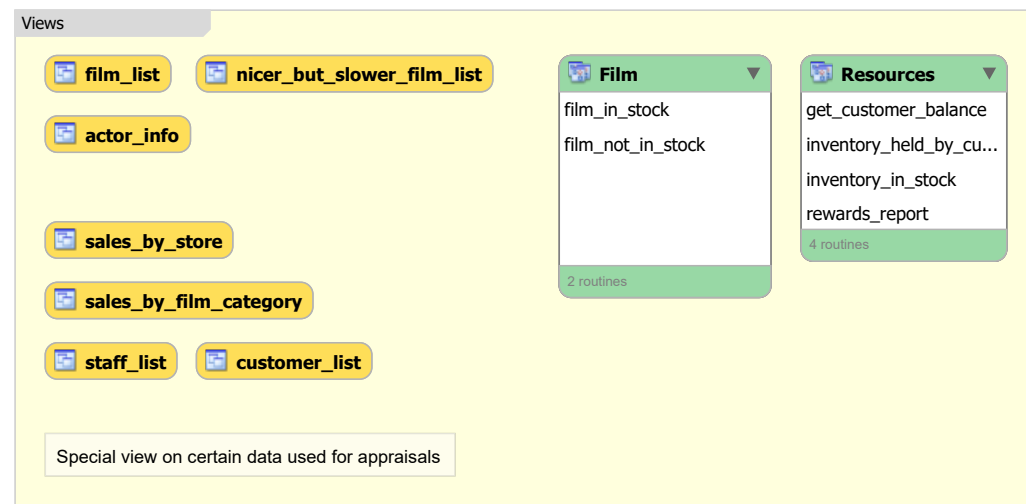 Views
film_list
nicer_but_slower_film_list
actor_info
sales_by_store
sales_by_film_category
staff_list
customer_list
Special view on certain data used for appraisals
Film
film_in_stock
film_not_in_stock
2 routines
Resources
get_customer_balance
inventory_held_by_cu...
inventory_in_stock
rewards_report
4 routines